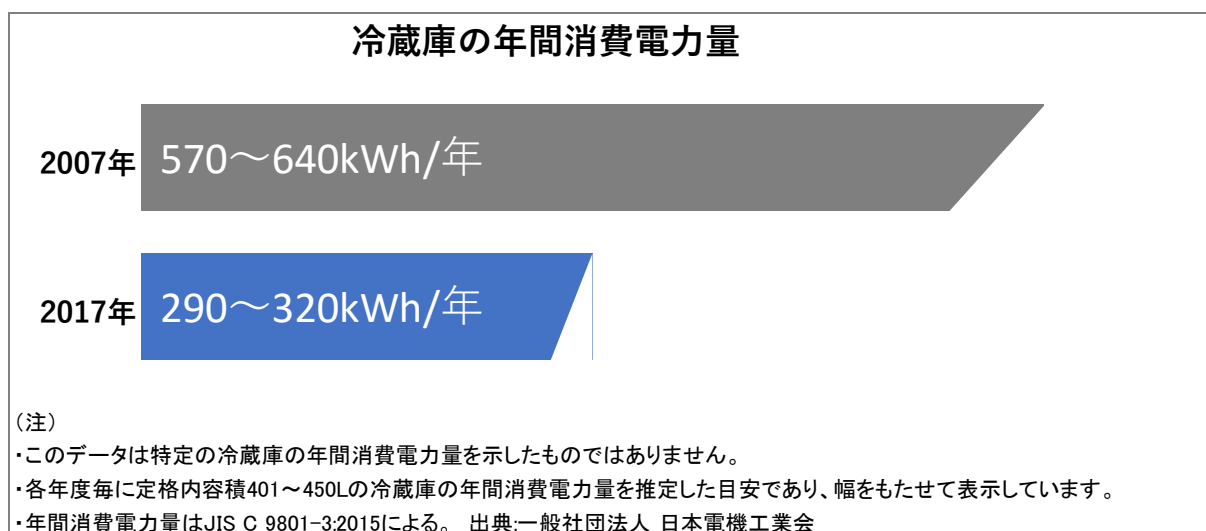 冷蔵庫の年間消費電力量
2007年 570～640kWh/年
2017年 290～320kWh/年
（注）
・このデータは特定の冷蔵庫の年間消費電力量を示したものではありません。
・各年度毎に定格内容積401～450Lの冷蔵庫の年間消費電力量を推定した目安であり、幅をもたせて表示しています。
・年間消費電力量はJIS C 9801-3:2015による。 出典:一般社団法人 日本電機工業会